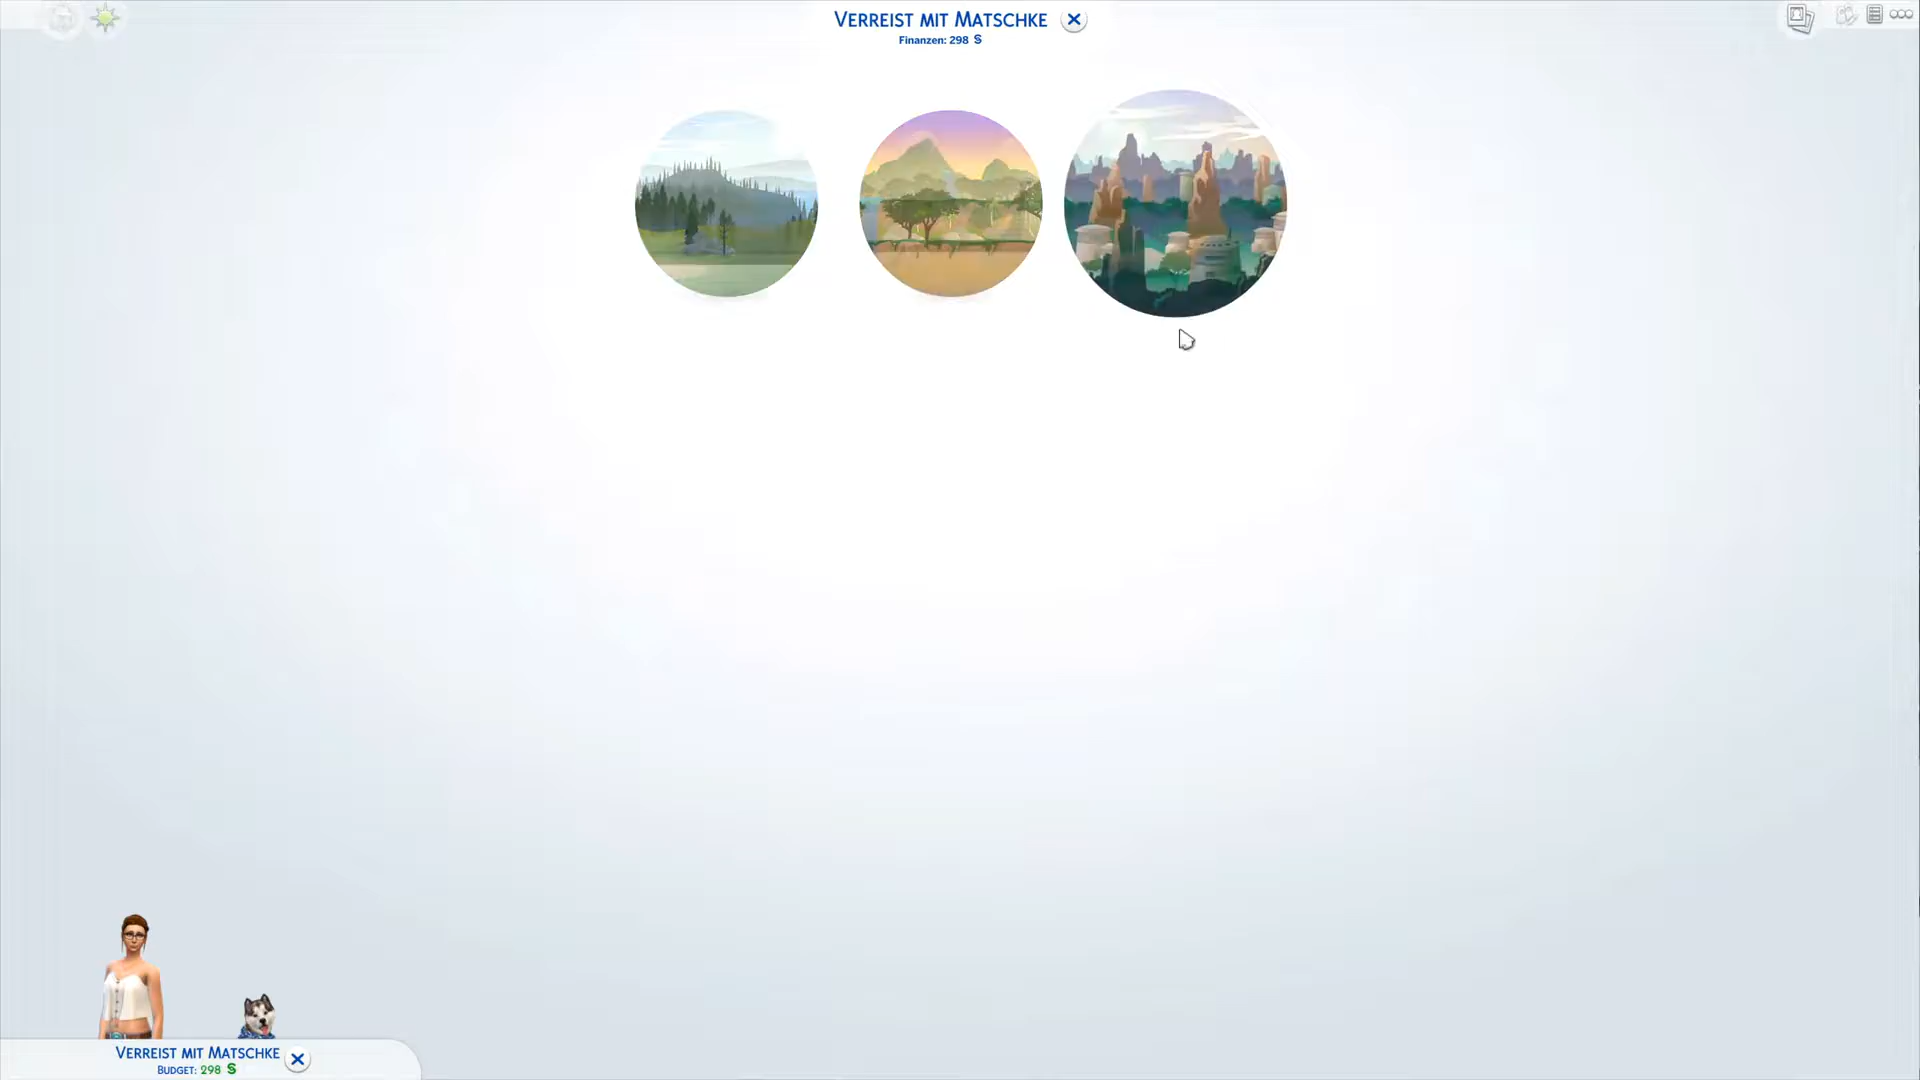 VERREIST MIT MATSCHKE
Finanzen: 298 S
VERREIST MIT MATSCHKE
BUDGET: 298 S